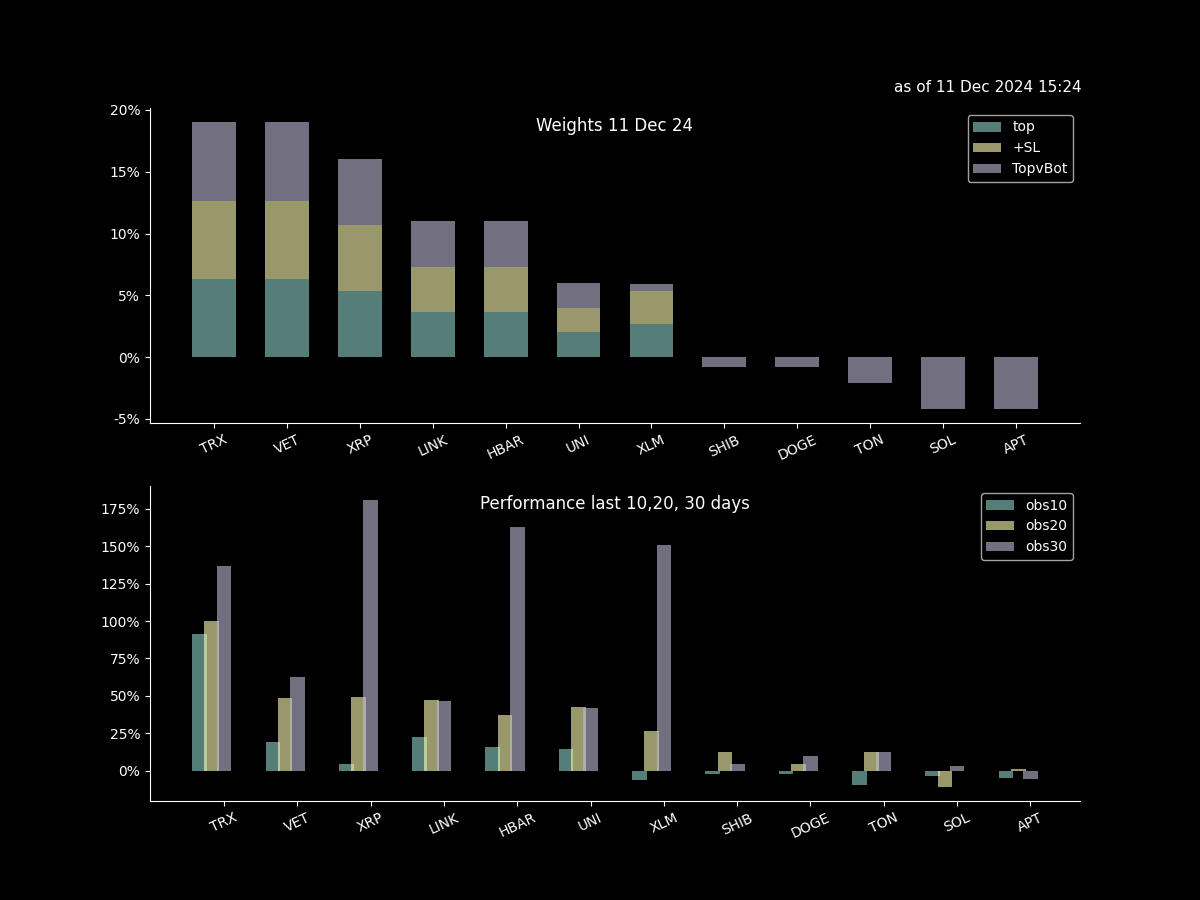 as of 11 Dec 2024 15:24
Weights 11 Dec 24
20%
15%
10%
5%
0%
-5%
top
+SL
TopvBot
TRX VET XRP LINK HBAR UNI XLM SHIB DOGE TON SOL APT
Performance last 10,20, 30 days
175%
150%
125%
100%
75%
50%
25%
0%
obs10
obs20
obs30
TRX VET XRP LINK HBAR UNI XLM SHIB DOGE TON SOL APT